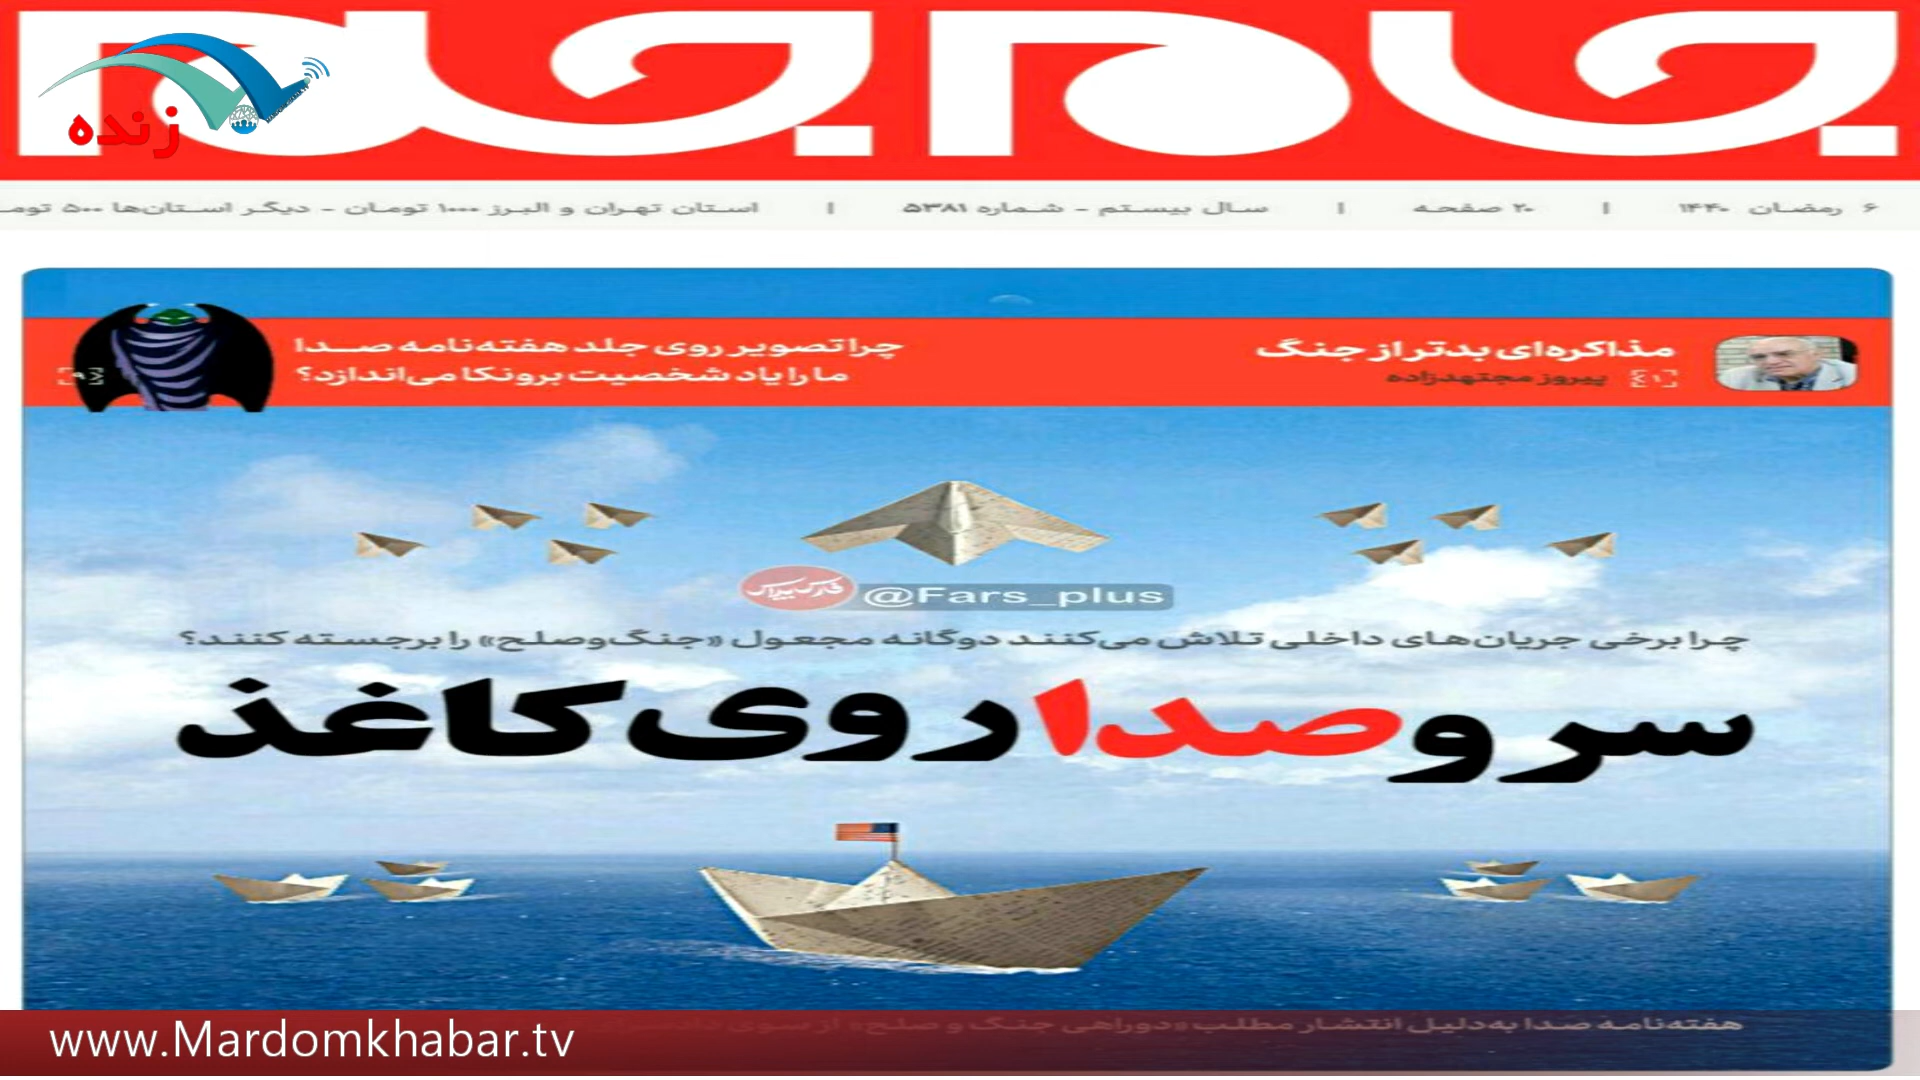 جام‌جم
زنده
۶ رمضان ۱۴۴۰ | ۲۰ صفحه | سال بیستم - شماره ۵۳۸۱ | استان تهران و البرز ۱۰۰۰ تومان - دیگر استان‌ها ۵۰۰ توم
مذاکره‌ای بدتر از جنگ
پیروز مجتهدزاده
چرا تصویر روی جلد هفته‌نامه صدا
ما را یاد شخصیت برونکا می‌اندازد؟
فارس پلاس @Fars_plus
چرا برخی جریان‌های داخلی تلاش می‌کنند دوگانه مجعول «جنگ‌وصلح» را برجسته کنند؟
سر و صدا روی کاغذ
هفته‌نامه صدا به‌دلیل انتشار مطلب «دوراهی جنگ و صلح» از سوی
www.Mardomkhabar.tv